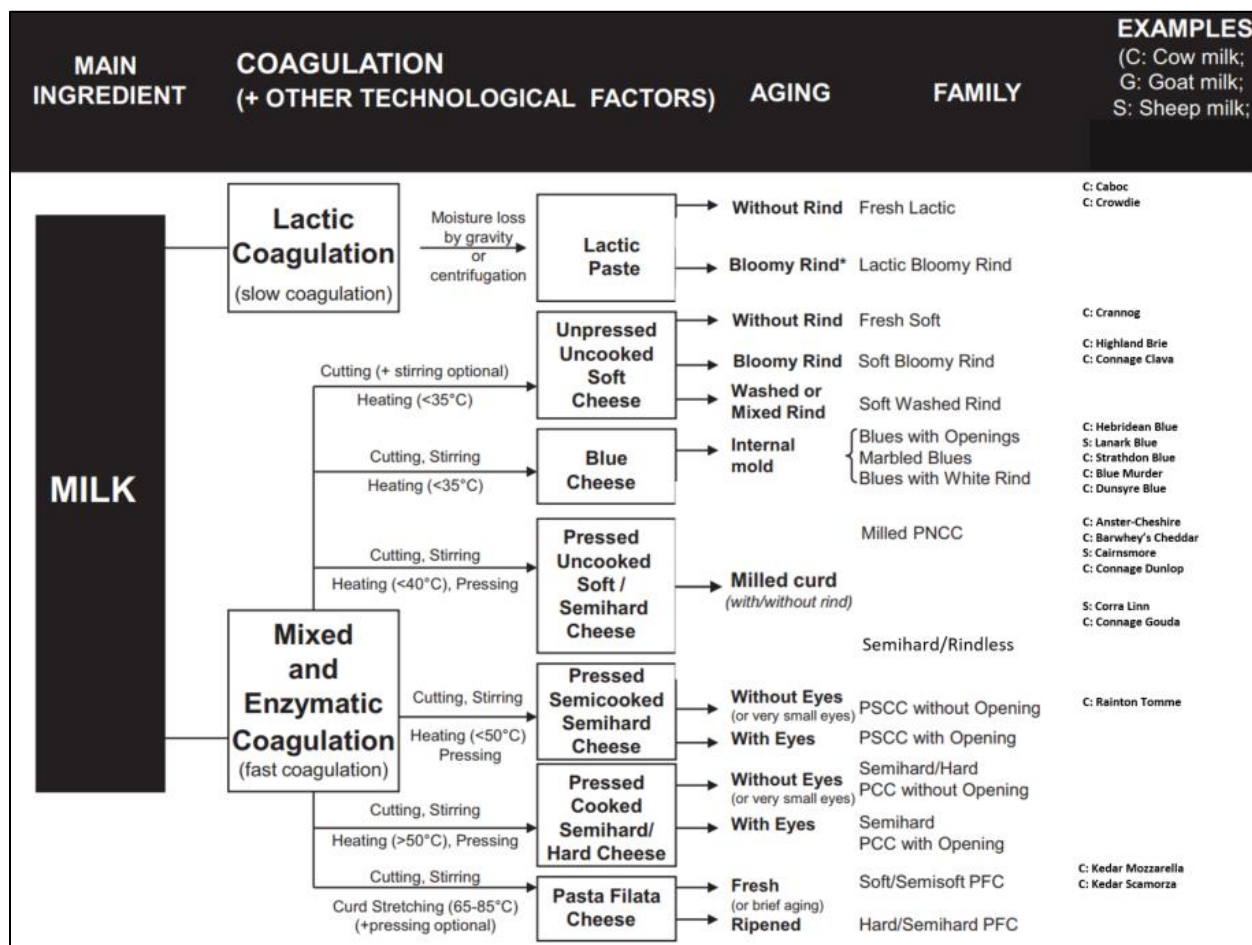 MAIN
INGREDIENT
COAGULATION
(+ OTHER TECHNOLOGICAL FACTORS)
AGING
FAMILY
EXAMPLES
(C: Cow milk;
G: Goat milk;
S: Sheep milk;
MILK
Lactic
Coagulation
(slow coagulation)
Moisture loss
by gravity
or
centrifugation
Lactic
Paste
Without Rind
Fresh Lactic
C: Caboc
C: Crowdie
Bloomy Rind*
Lactic Bloomy Rind
Mixed
and
Enzymatic
Coagulation
(fast coagulation)
Cutting (+ stirring optional)
Heating (<35°C)
Unpressed
Uncooked
Soft
Cheese
Without Rind
Fresh Soft
C: Crannog
Bloomy Rind
Soft Bloomy Rind
C: Highland Brie
C: Connage Clava
Washed or
Mixed Rind
Soft Washed Rind
Cutting, Stirring
Heating (<35°C)
Blue
Cheese
Internal
mold
Blues with Openings
Marbled Blues
Blues with White Rind
C: Hebridean Blue
S: Lanark Blue
C: Strathdon Blue
C: Blue Murder
C: Dunsyre Blue
Cutting, Stirring
Heating (<40°C), Pressing
Pressed
Uncooked
Soft /
Semihard
Cheese
Milled curd
(with/without rind)
Milled PNCC
C: Anster-Cheshire
C: Barwhey's Cheddar
S: Cairnsmore
C: Connage Dunlop
S: Corra Linn
C: Connage Gouda
Semihard/Rindless
Cutting, Stirring
Heating (<50°C)
Pressing
Pressed
Semicooked
Semihard
Cheese
Without Eyes
(or very small eyes)
PSCC without Opening
C: Rainton Tomme
With Eyes
PSCC with Opening
Cutting, Stirring
Heating (>50°C), Pressing
Pressed
Cooked
Semihard/
Hard Cheese
Without Eyes
(or very small eyes)
Semihard/Hard
PCC without Opening
With Eyes
Semihard
PCC with Opening
Cutting, Stirring
Curd Stretching (65-85°C)
(+pressing optional)
Pasta Filata
Cheese
Fresh
(or brief aging)
Soft/Semisoft PFC
C: Kedar Mozzarella
C: Kedar Scamorza
Ripened
Hard/Semihard PFC